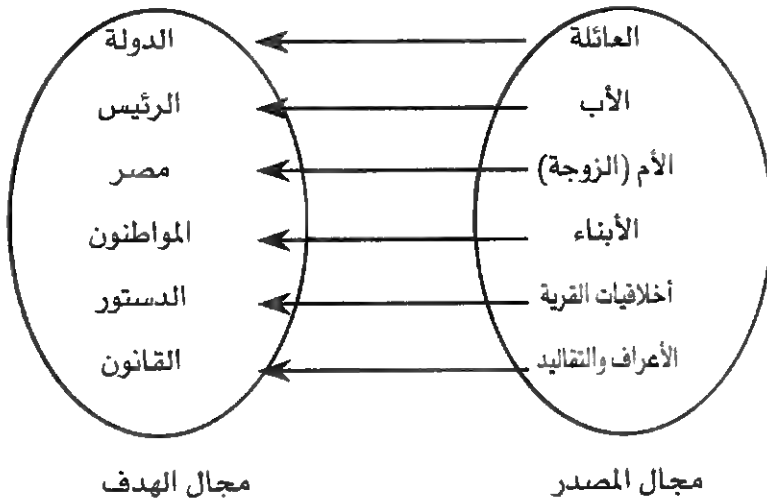 العائلة
الدولة
الأب
الرئيس
الأم (الزوجة)
مصر
الأبناء
المواطنون
أخلاقيات القرية
الدستور
الأعراف والتقاليد
القانون
مجال المصدر
مجال الهدف